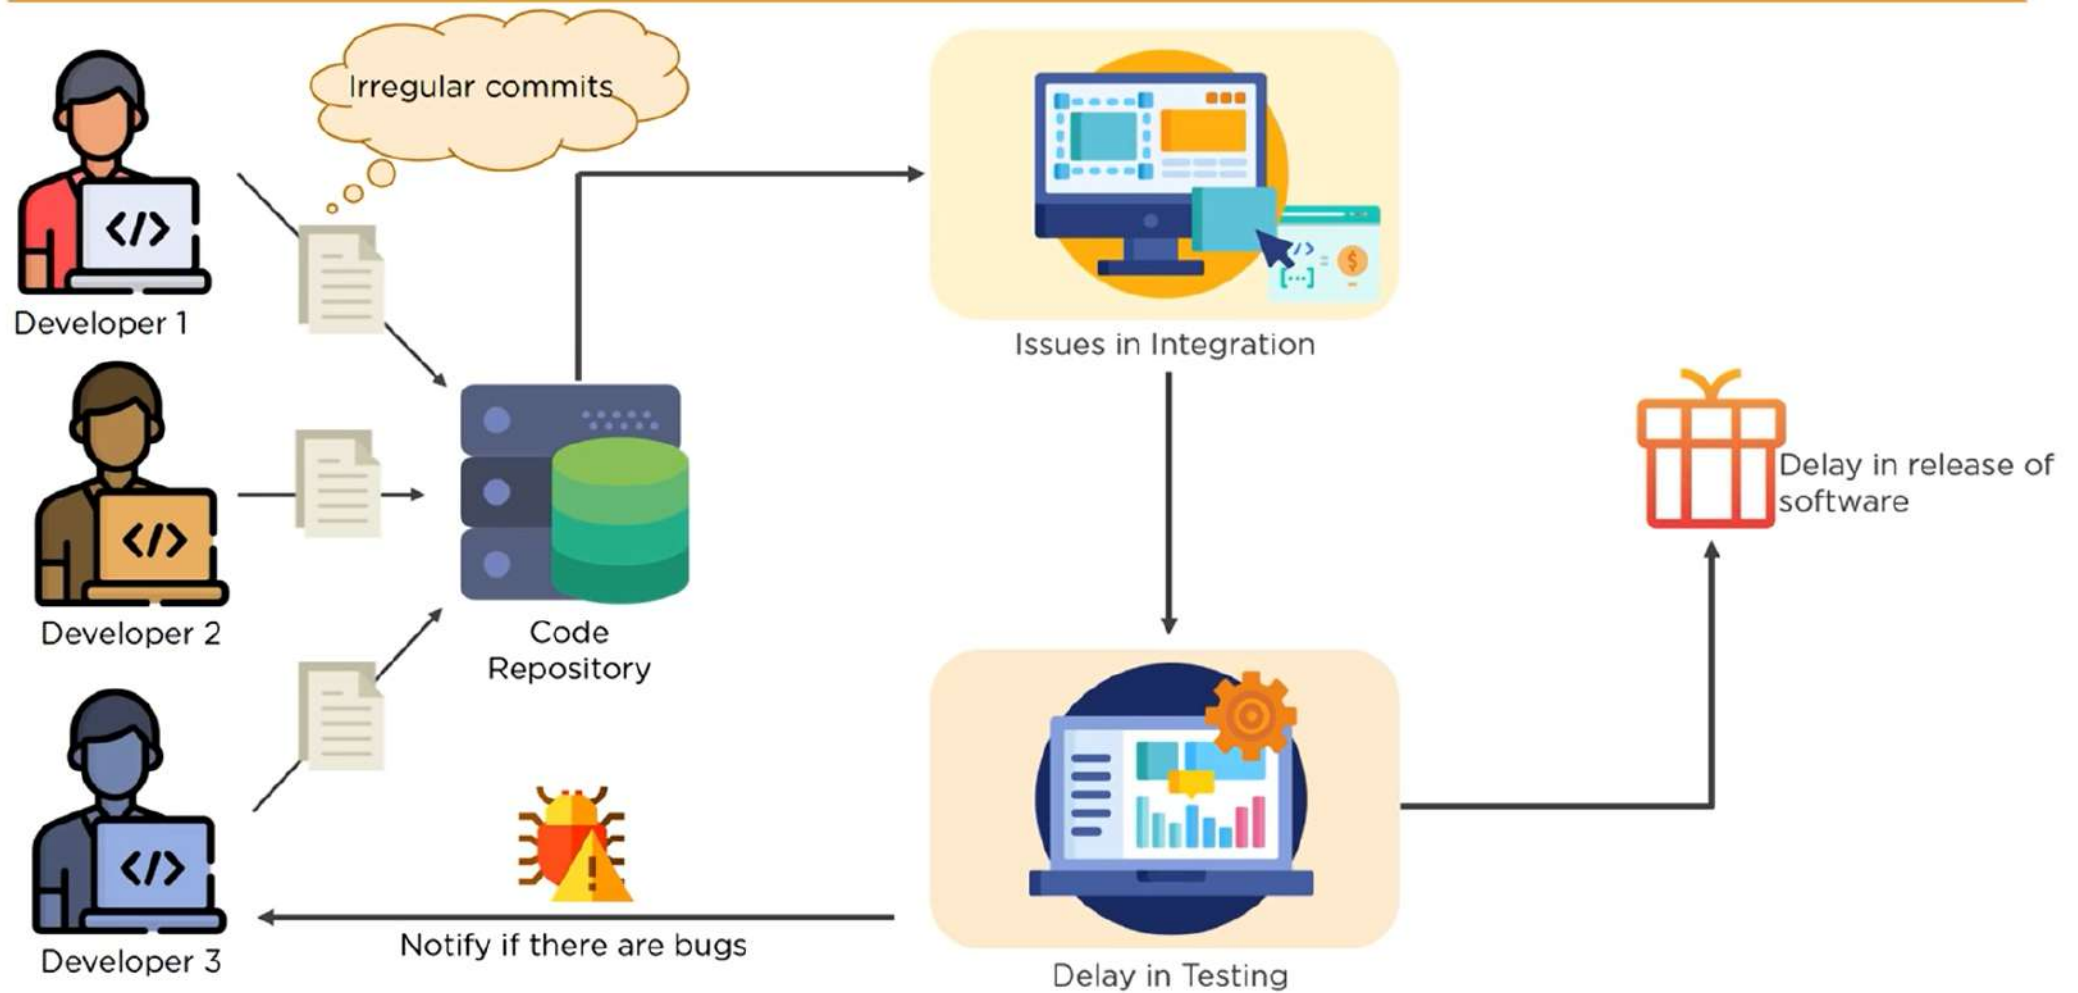 Irregular commits
</>
Developer 1
</>
Developer 2
</>
Developer 3
Code
Repository
Notify if there are bugs
!
Issues in Integration
</>
=
$
[...]
Delay in Testing
Delay in release of
software